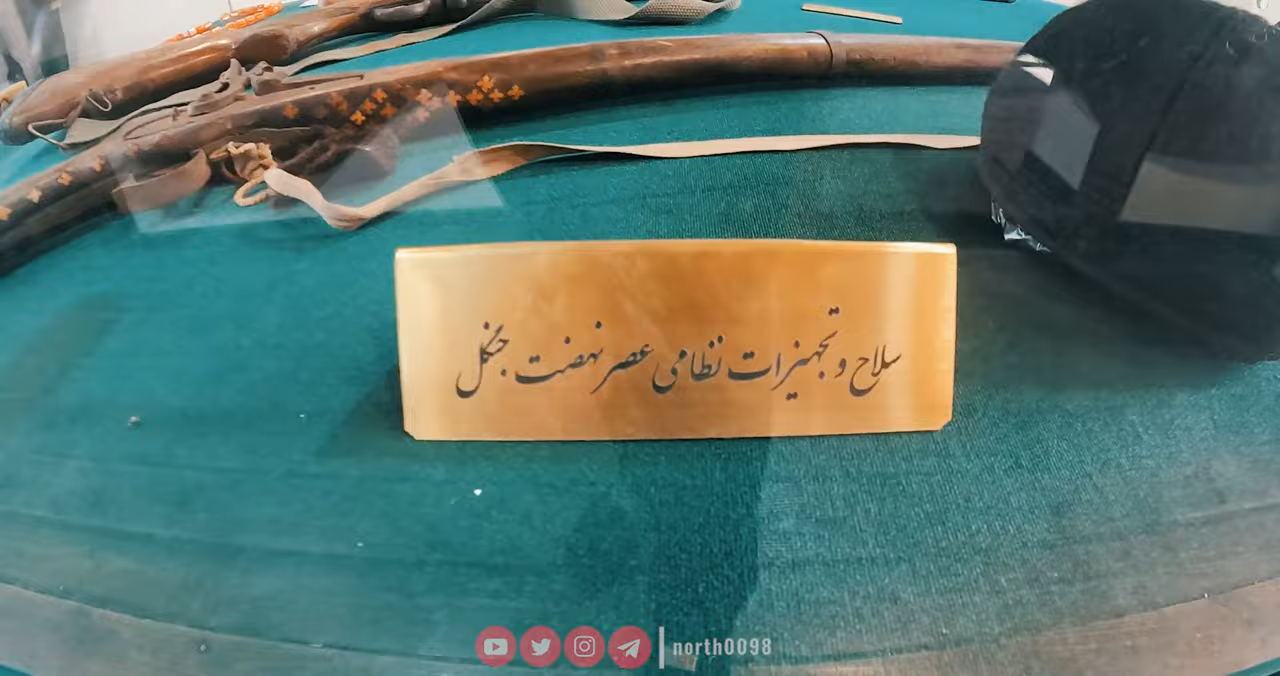 سلاح و تجهیزات نظامی عصر نهضت جنگل
north0098